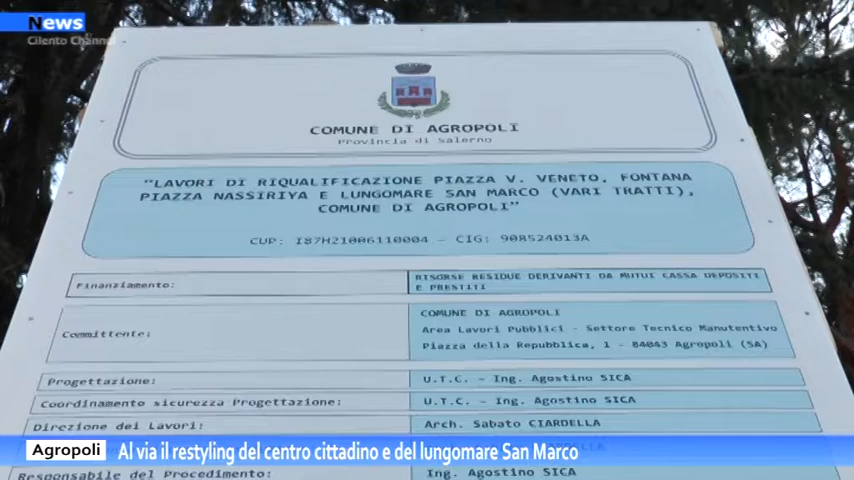 News
Cilento Channel
COMUNE DI AGROPOLI
Provincia di Salerno
“LAVORI DI RIQUALIFICAZIONE PIAZZA V. VENETO, FONTANA
PIAZZA NASSIRIYA E LUNGOMARE SAN MARCO (VARI TRATTI),
COMUNE DI AGROPOLI”
CUP: I87H21006110004 – CIG: 908524013A
Finanziamento:
RISORSE RESIDUE DERIVANTI DA MUTUI CASSA DEPOSITI
E PRESTITI
Committente:
COMUNE DI AGROPOLI
Area Lavori Pubblici - Settore Tecnico Manutentivo
Piazza della Repubblica, 1 - 84043 Agropoli (SA)
Progettazione:
U.T.C. – Ing. Agostino SICA
Coordinamento sicurezza Progettazione:
U.T.C. – Ing. Agostino SICA
Direzione dei Lavori:
Arch. Sabato CIARDELLA
Agropoli
Al via il restyling del centro cittadino e del lungomare San Marco
Responsabile del Procedimento:
Ing. Agostino SICA